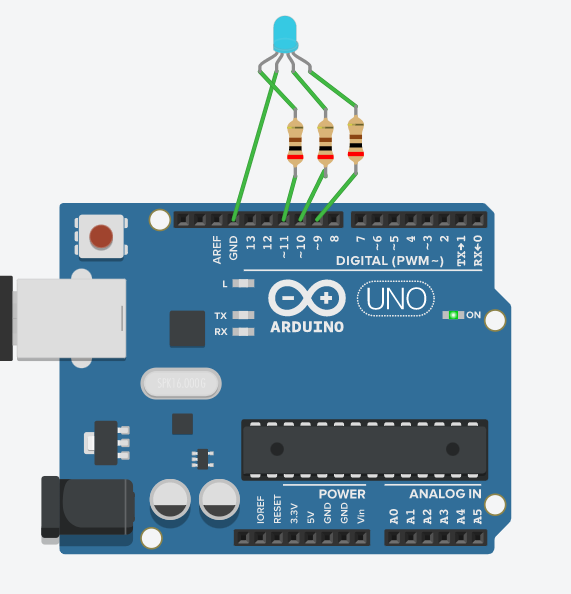 AREF
GND
13
12
~11
~10
~9
8
7
~6
~5
4
~3
2
TX→1
RX←0
DIGITAL (PWM ~)
L
TX
RX
UNO
ARDUINO
ON
SPK16.000G
POWER
ANALOG IN
IOREF
RESET
3.3V
5V
GND
GND
Vin
A0
A1
A2
A3
A4
A5